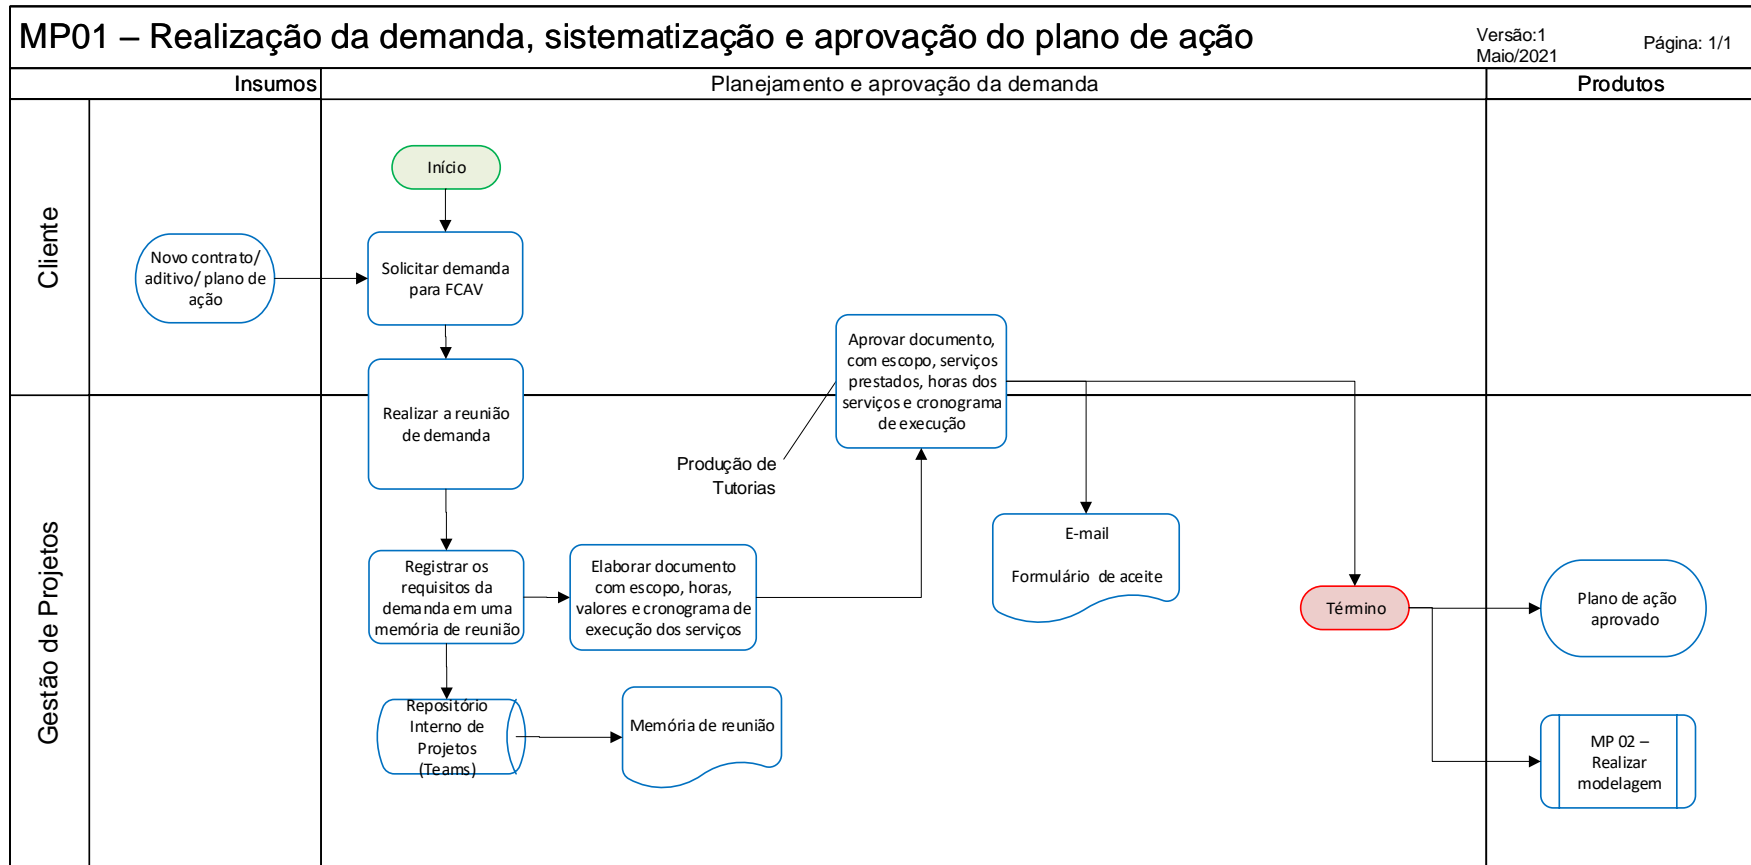 MP01 – Realização da demanda, sistematização e aprovação do plano de ação
Versão:1
Maio/2021
Página: 1/1
Insumos
Planejamento e aprovação da demanda
Produtos
Cliente
Início
Novo contrato/
aditivo/ plano de
ação
Solicitar demanda
para FCAV
Realizar a reunião
de demanda
Aprovar documento,
com escopo, serviços
prestados, horas dos
serviços e cronograma
de execução
Produção de
Tutorias
Gestão de Projetos
Registrar os
requisitos da
demanda em uma
memória de reunião
Elaborar documento
com escopo, horas,
valores e cronograma de
execução dos serviços
E-mail
Formulário de aceite
Término
Plano de ação
aprovado
Repositório
Interno de
Projetos
(Teams)
Memória de reunião
MP 02 –
Realizar
modelagem